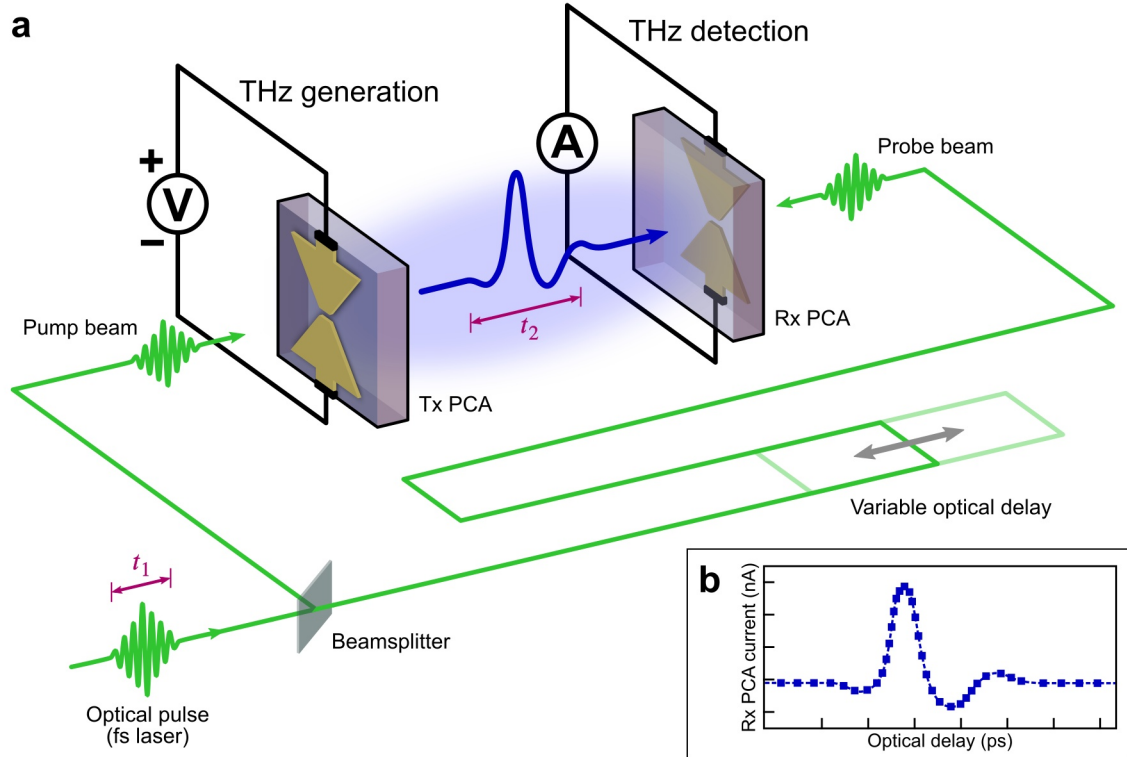 a
THz generation
THz detection
+
V
−
A
Probe beam
Pump beam
t₂
Rx PCA
Tx PCA
Variable optical delay
t₁
Beamsplitter
Optical pulse
(fs laser)
b
Rx PCA current (nA)
Optical delay (ps)